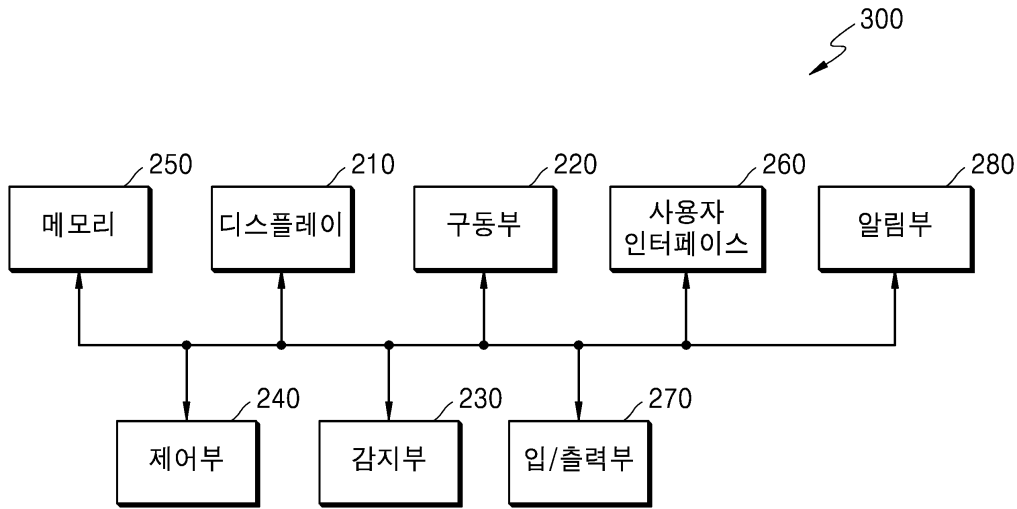 300
250
210
220
260
280
메모리
디스플레이
구동부
사용자
인터페이스
알림부
240
230
270
제어부
감지부
입/출력부